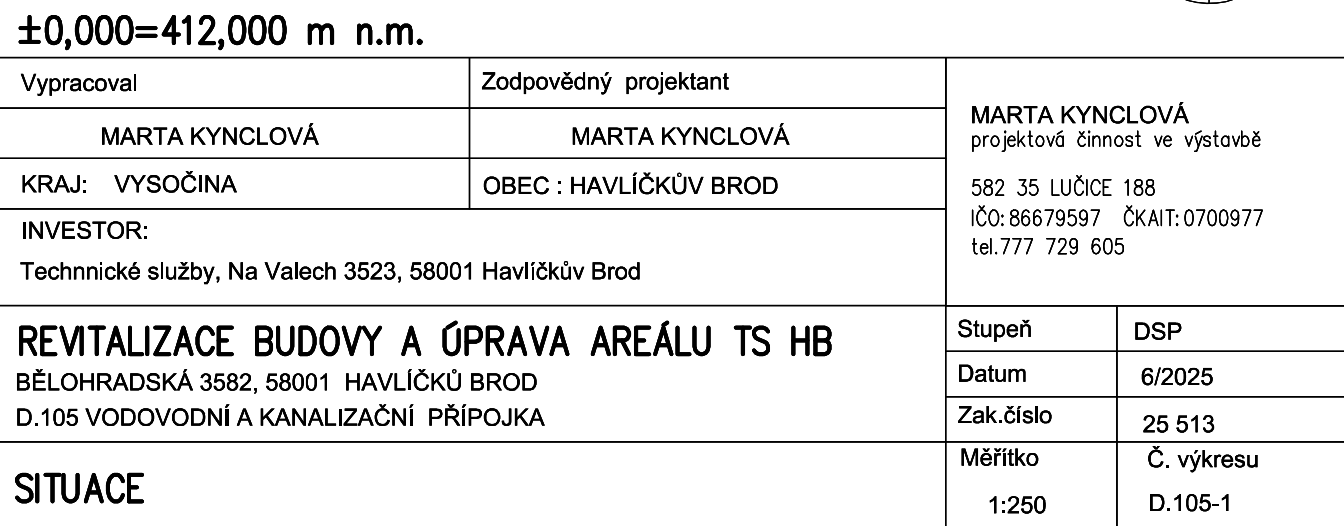 ±0,000=412,000 m n.m.
Vypracoval
Zodpovědný projektant
MARTA KYNCLOVÁ
MARTA KYNCLOVÁ
KRAJ: VYSOČINA
OBEC : HAVLÍČKŮV BROD
INVESTOR:
Technnické služby, Na Valech 3523, 58001 Havlíčkův Brod
MARTA KYNCLOVÁ
projektová činnost ve výstavbě
582 35 LUČICE 188
IČO: 86679597 ČKAIT: 0700977
tel.777 729 605
REVITALIZACE BUDOVY A ÚPRAVA AREÁLU TS HB
BĚLOHRADSKÁ 3582, 58001 HAVLÍČKŮ BROD
D.105 VODOVODNÍ A KANALIZAČNÍ PŘÍPOJKA
Stupeň DSP
Datum 6/2025
Zak.číslo 25 513
SITUACE
Měřítko Č. výkresu
1:250 D.105-1